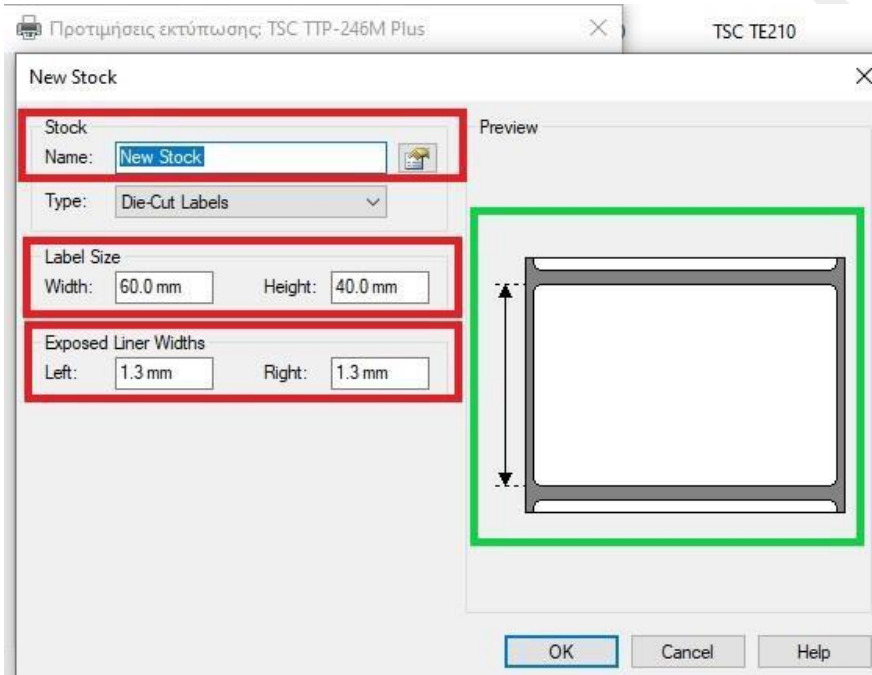 Προτιμήσεις εκτύπωσης: TSC TTP-246M Plus
TSC TE210
New Stock
Stock
Name: New Stock
Type: Die-Cut Labels
Label Size
Width: 60.0 mm Height: 40.0 mm
Exposed Liner Widths
Left: 1.3 mm Right: 1.3 mm
Preview
OK Cancel Help